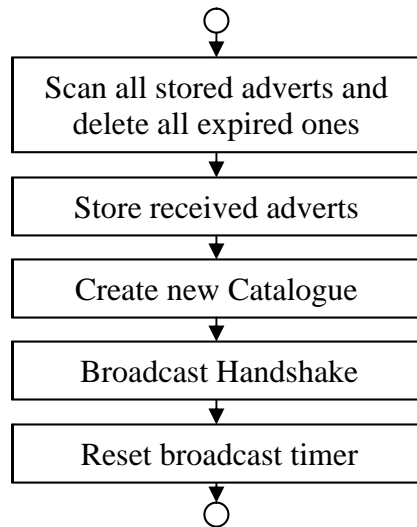 Scan all stored adverts and
delete all expired ones
Store received adverts
Create new Catalogue
Broadcast Handshake
Reset broadcast timer